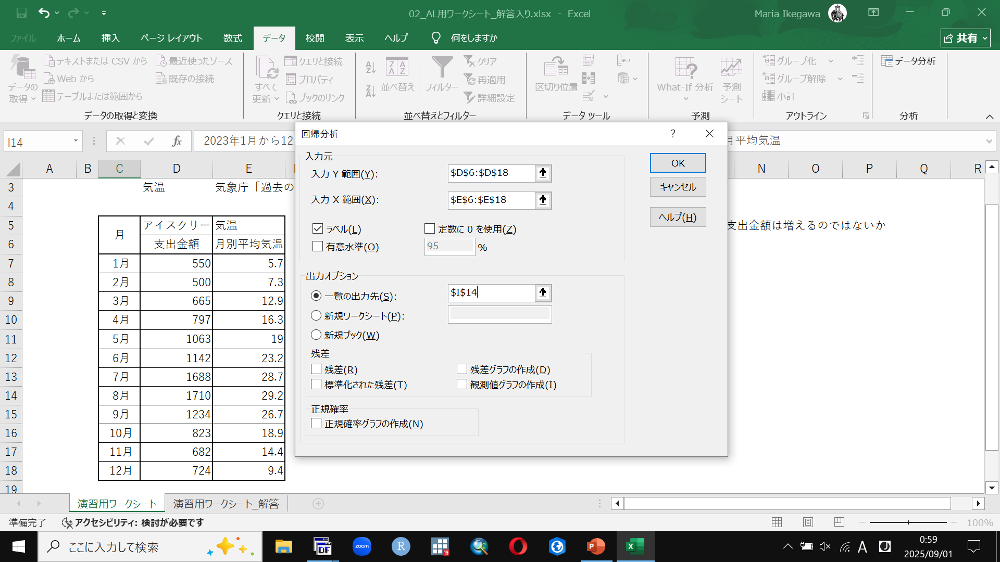 02_AL用ワークシート_解答入り.xlsx - Excel
Maria Ikegawa
ファイル ホーム 挿入 ページ レイアウト 数式 データ 校閲 表示 ヘルプ 何をしますか
共有
データの取得
テキストまたは CSV から
Web から
テーブルまたは範囲から
最近使ったソース
既存の接続
データの取得と変換
すべて更新
クエリと接続
プロパティ
ブックのリンク
クエリと接続
並べ替え
フィルター
クリア
再適用
詳細設定
並べ替えとフィルター
区切り位置
データ ツール
What-If 分析
予測シート
予測
グループ化
グループ解除
小計
アウトライン
データ分析
分析
I14
fx
2023年1月から12
月平均気温
A B C D E N O P Q R
3 気温 気象庁「過去の
4
5 月 アイスクリー 気温 支出金額は増えるのではないか
6 支出金額 月別平均気温
7 1月 550 5.7
8 2月 500 7.3
9 3月 665 12.9
10 4月 797 16.3
11 5月 1063 19
12 6月 1142 23.2
13 7月 1688 28.7
14 8月 1710 29.2
15 9月 1234 26.7
16 10月 823 18.9
17 11月 682 14.4
18 12月 724 9.4
19
回帰分析
?
入力元
入力 Y 範囲(Y): $D$6:$D$18
入力 X 範囲(X): $E$6:$E$18
ラベル(L) 定数に 0 を使用(Z)
有意水準(O) 95 %
出力オプション
一覧の出力先(S): $I$14
新規ワークシート(P):
新規ブック(W)
残差
残差(R) 残差グラフの作成(D)
標準化された残差(T) 観測値グラフの作成(I)
正規確率
正規確率グラフの作成(N)
OK
キャンセル
ヘルプ(H)
演習用ワークシート 演習用ワークシート_解答
準備完了 アクセシビリティ: 検討が必要です
100%
ここに入力して検索
DF
zoom
R
15
P
X
A
J
0:59
2025/09/01